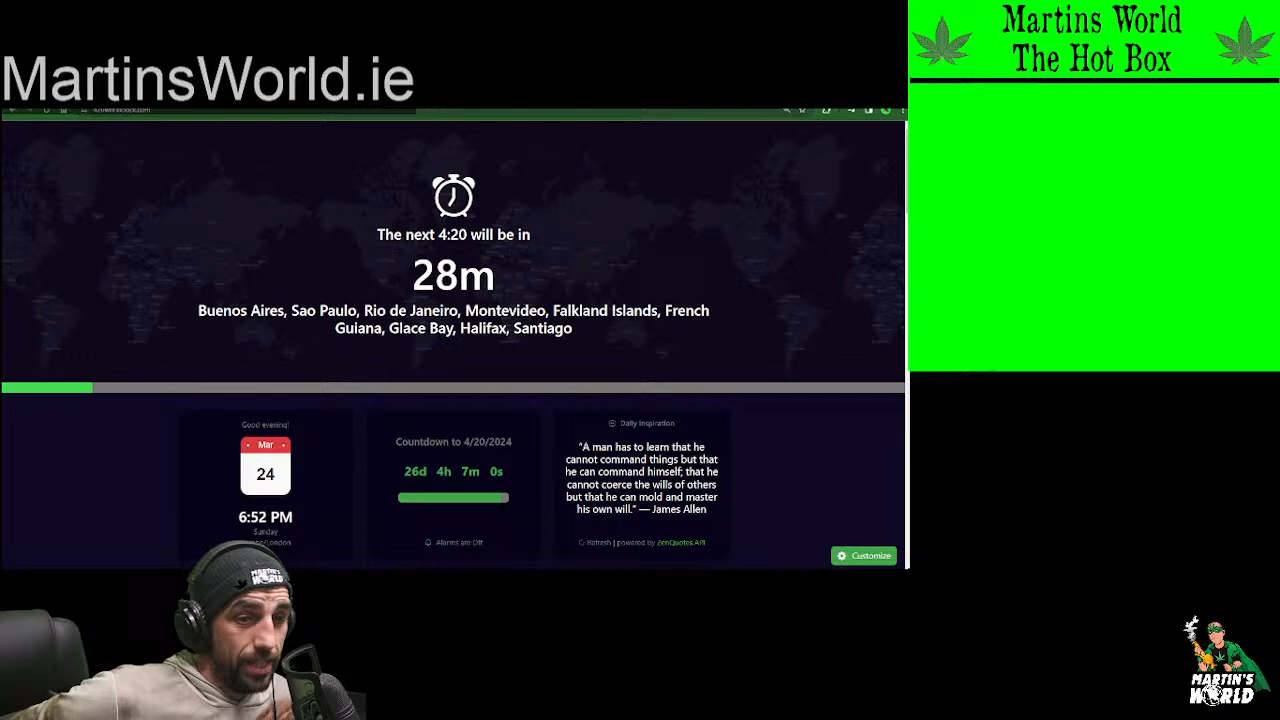 MartinsWorld.ie
Martins World
The Hot Box
The next 4:20 will be in
28m
Buenos Aires, Sao Paulo, Rio de Janeiro, Montevideo, Falkland Islands, French
Guiana, Glace Bay, Halifax, Santiago
Good evening!
Mar
24
6:52 PM
Sunday
Countdown to 4/20/2024
26d 4h 7m 0s
Alarms are Off
Daily Inspiration
“A man has to learn that he
cannot command things but that
he can command himself; that he
cannot coerce the wills of others
but that he can mold and master
his own will.” — James Allen
Refresh | powered by ZenQuotes API
Customize
MARTIN'S
WORLD
MARTIN'S
WORLD